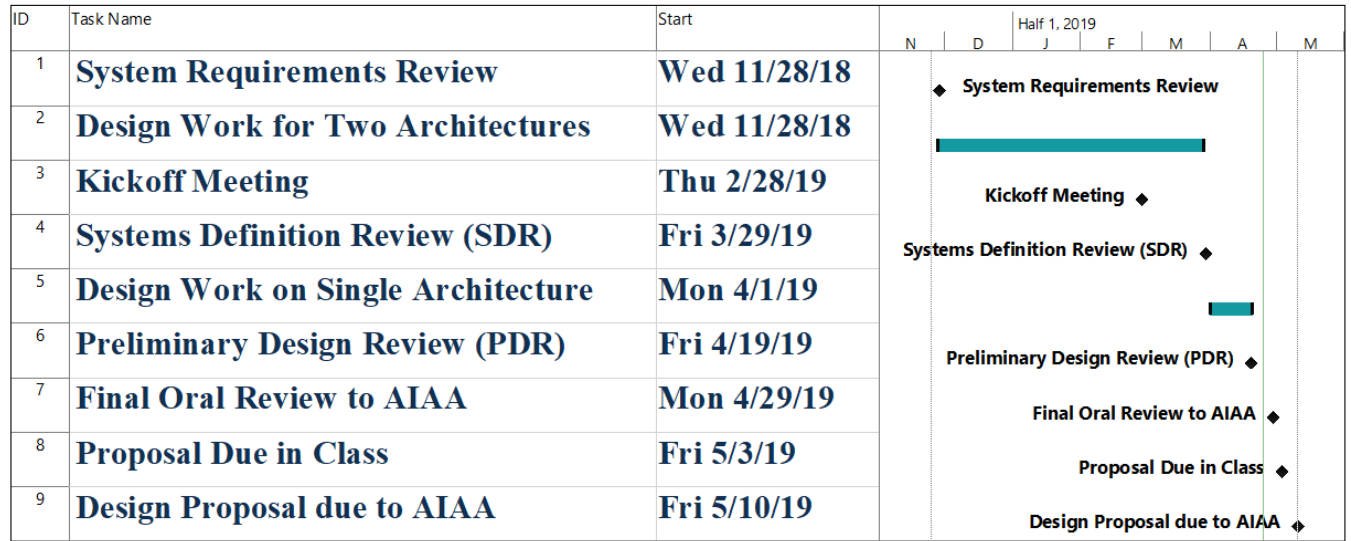 ID Task Name Start Half 1, 2019
N D J F M A M
1 System Requirements Review Wed 11/28/18 System Requirements Review
2 Design Work for Two Architectures Wed 11/28/18
3 Kickoff Meeting Thu 2/28/19 Kickoff Meeting
4 Systems Definition Review (SDR) Fri 3/29/19 Systems Definition Review (SDR)
5 Design Work on Single Architecture Mon 4/1/19
6 Preliminary Design Review (PDR) Fri 4/19/19 Preliminary Design Review (PDR)
7 Final Oral Review to AIAA Mon 4/29/19 Final Oral Review to AIAA
8 Proposal Due in Class Fri 5/3/19 Proposal Due in Class
9 Design Proposal due to AIAA Fri 5/10/19 Design Proposal due to AIAA